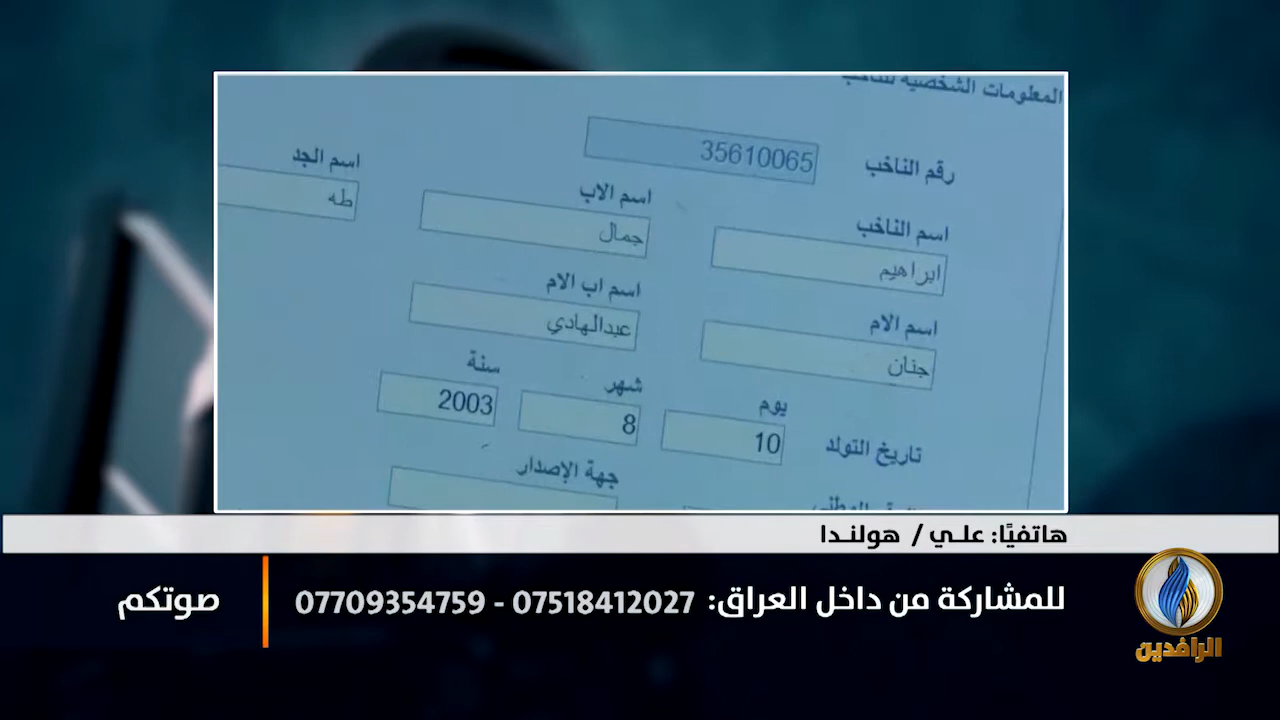 المعلومات الشخصية للناخب
رقم الناخب 35610065
اسم الناخب اسم الاب اسم الجد
ابراهيم جمال طه
اسم الام اسم اب الام
جنان عبدالهادي
يوم شهر سنة
تاريخ التولد 10 8 2003
جهة الإصدار
هاتفيًا: علي / هولندا
للمشاركة من داخل العراق: 07518412027 - 07709354759
صوتكم
الرافدين